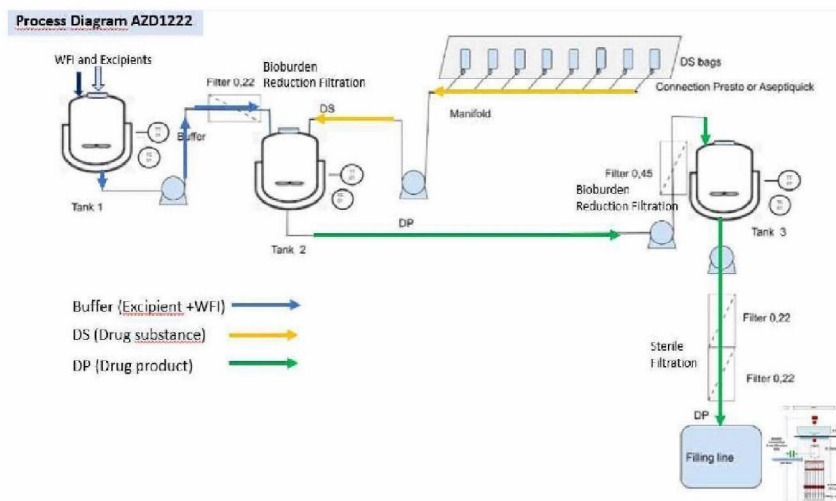 Process Diagram AZD1222
WFI and Excipients
Filter 0,22
Bioburden
Reduction Filtration
DS bags
Connection Presto or Aseptiquick
Manifold
DS
Buffer
Tank 1
Tank 2
DP
Filter 0,45
Bioburden
Reduction Filtration
Tank 3
Buffer (Excipient +WFI)
DS (Drug substance)
DP (Drug product)
Filter 0,22
Sterile
Filtration
Filter 0,22
DP
Filling line